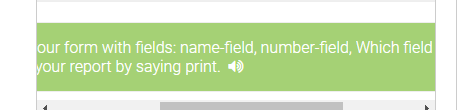 our form with fields: name-field, number-field, Which field
your report by saying print.